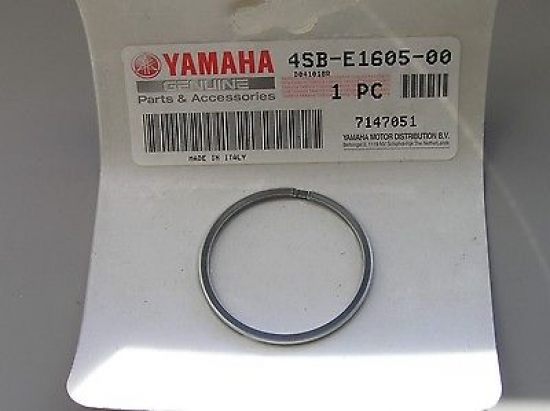 YAMAHA
GENUINE
Parts & Accessories
4SB-E1605-00
D041018R
1 PC
7147051
YAMAHA MOTOR DISTRIBUTION B.V.
MADE IN ITALY